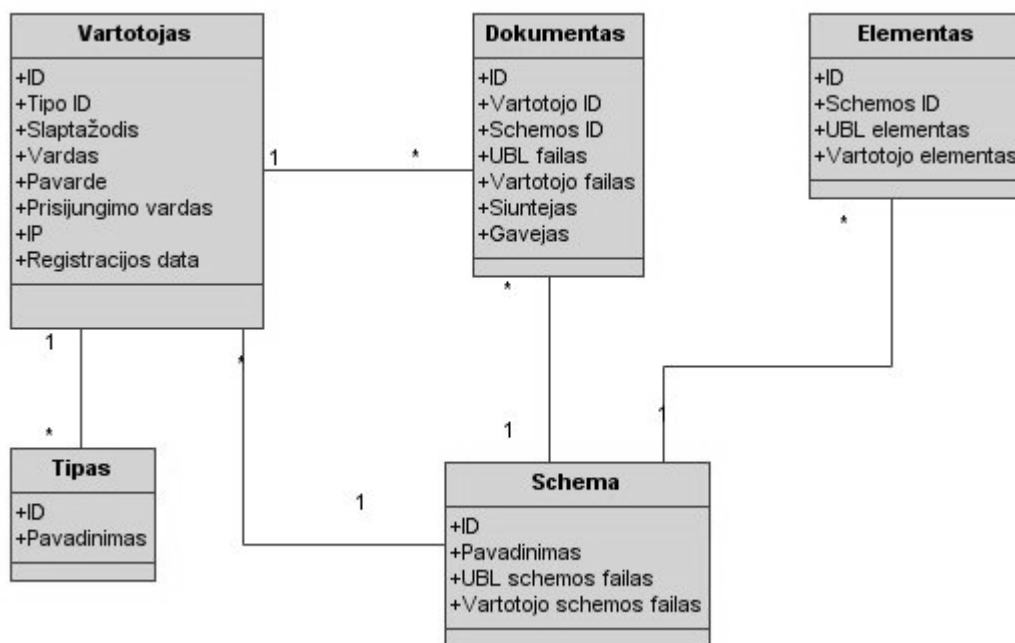 Vartotojas
+ID
+Tipo ID
+Slaptažodis
+Vardas
+Pavarde
+Prisijungimo vardas
+IP
+Registracijos data
Dokumentas
+ID
+Vartotojo ID
+Schemos ID
+UBL failas
+Vartotojo failas
+Siuntejas
+Gavejas
Elementas
+ID
+Schemos ID
+UBL elementas
+Vartotojo elementas
1
*
*
*
1
*
*
1
1
1
Tipas
+ID
+Pavadinimas
Schema
+ID
+Pavadinimas
+UBL schemos failas
+Vartotojo schemos failas